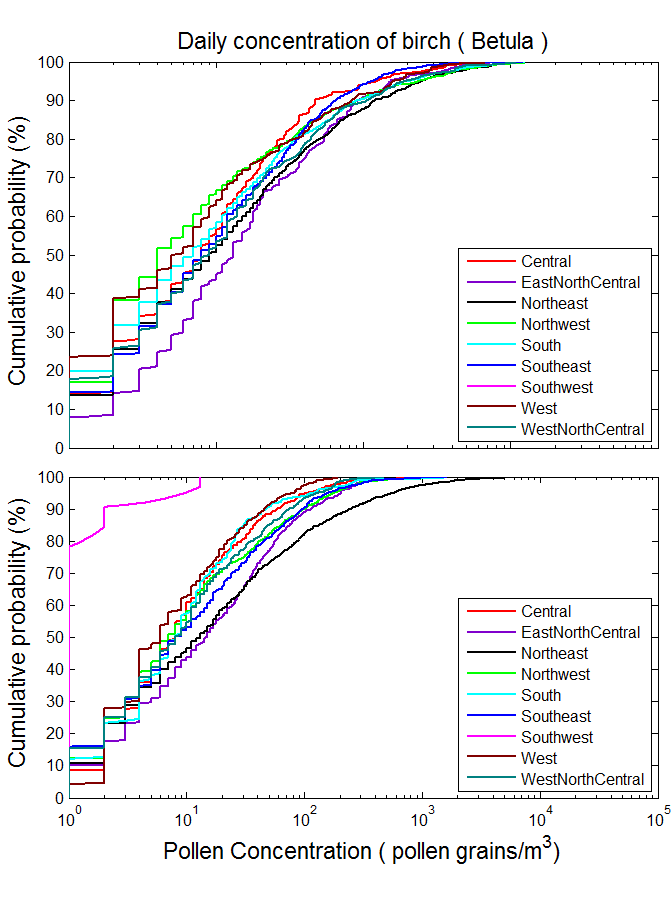 Daily concentration of birch ( Betula )
Cumulative probability (%)
100
90
80
70
60
50
40
30
20
10
0
Central
EastNorthCentral
Northeast
Northwest
South
Southeast
Southwest
West
WestNorthCentral
Cumulative probability (%)
100
90
80
70
60
50
40
30
20
10
0
Central
EastNorthCentral
Northeast
Northwest
South
Southeast
Southwest
West
WestNorthCentral
10^0 10^1 10^2 10^3 10^4 10^5
Pollen Concentration ( pollen grains/m^3)